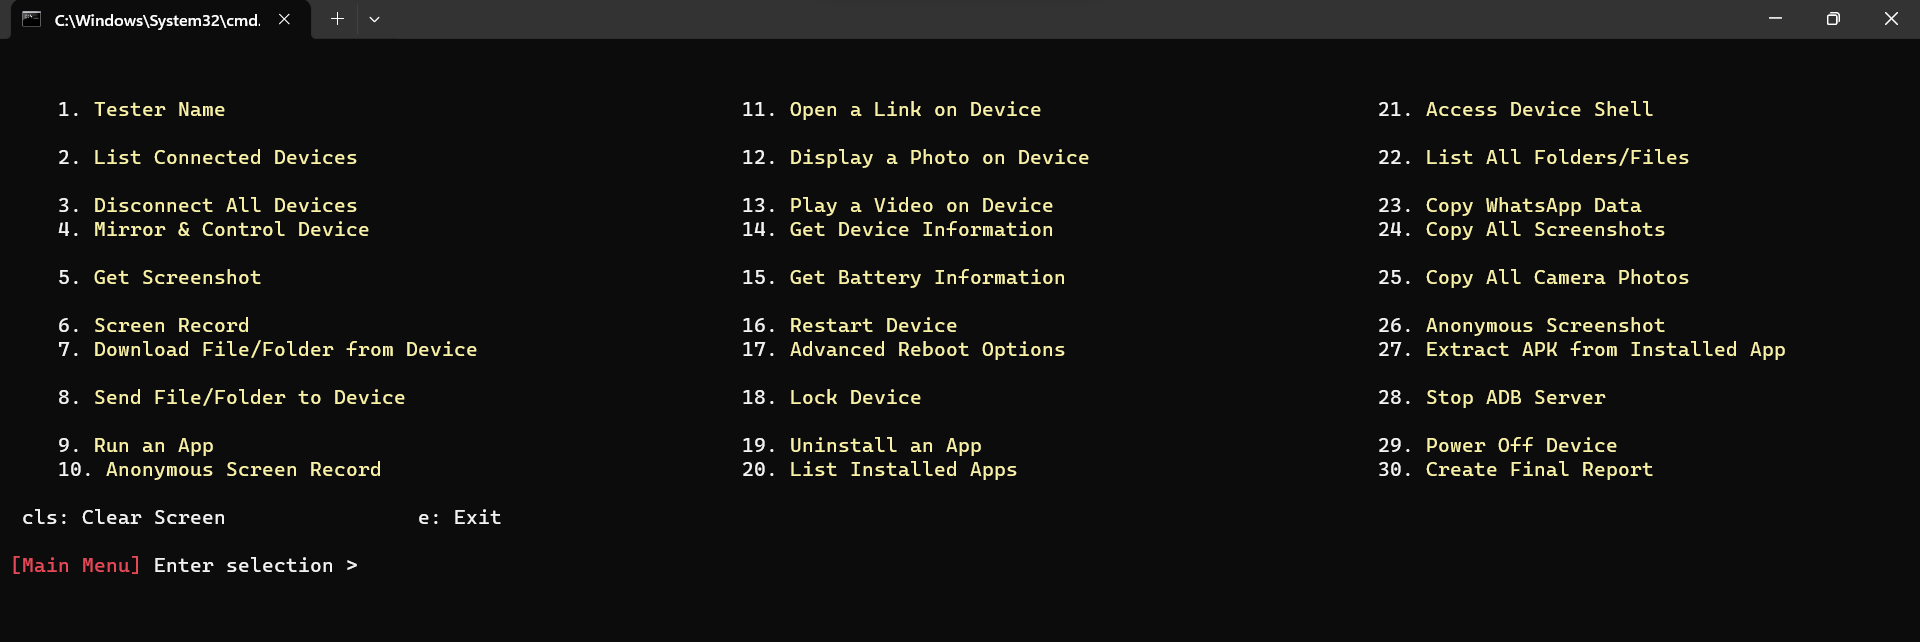 C:\Windows\System32\cmd.
1. Tester Name 11. Open a Link on Device 21. Access Device Shell
2. List Connected Devices 12. Display a Photo on Device 22. List All Folders/Files
3. Disconnect All Devices 13. Play a Video on Device 23. Copy WhatsApp Data
4. Mirror & Control Device 14. Get Device Information 24. Copy All Screenshots
5. Get Screenshot 15. Get Battery Information 25. Copy All Camera Photos
6. Screen Record 16. Restart Device 26. Anonymous Screenshot
7. Download File/Folder from Device 17. Advanced Reboot Options 27. Extract APK from Installed App
8. Send File/Folder to Device 18. Lock Device 28. Stop ADB Server
9. Run an App 19. Uninstall an App 29. Power Off Device
10. Anonymous Screen Record 20. List Installed Apps 30. Create Final Report
cls: Clear Screen e: Exit
[Main Menu] Enter selection >